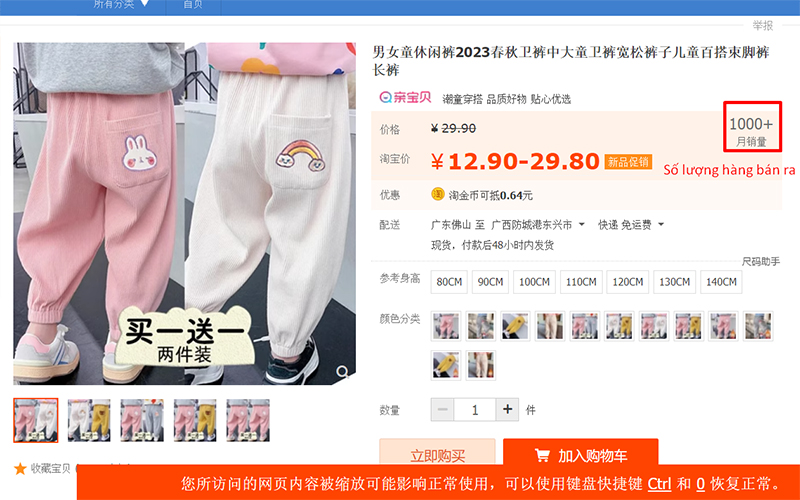 所有分类 ▼ 首页
举报
男女童休闲裤2023春秋卫裤中大童卫裤宽松裤子儿童百搭束脚裤
长裤
亲宝贝 潮童穿搭 品质好物 贴心优选
价格 ¥ 29.90
1000+
月销量
淘宝价 ¥ 12.90-29.80 新品促销
Số lượng hàng bán ra
优惠 淘金币可抵0.64元
配送 广东佛山 至 广西防城港东兴市 快递 免运费
现货，付款后48小时内发货
尺码助手
参考身高 80CM 90CM 100CM 110CM 120CM 130CM 140CM
颜色分类
买一送一
两件装
数量 － 1 + 件
立即购买 加入购物车
收藏宝贝
您所访问的网页内容被缩放可能影响正常使用，可以使用键盘快捷键 Ctrl 和 0 恢复正常。